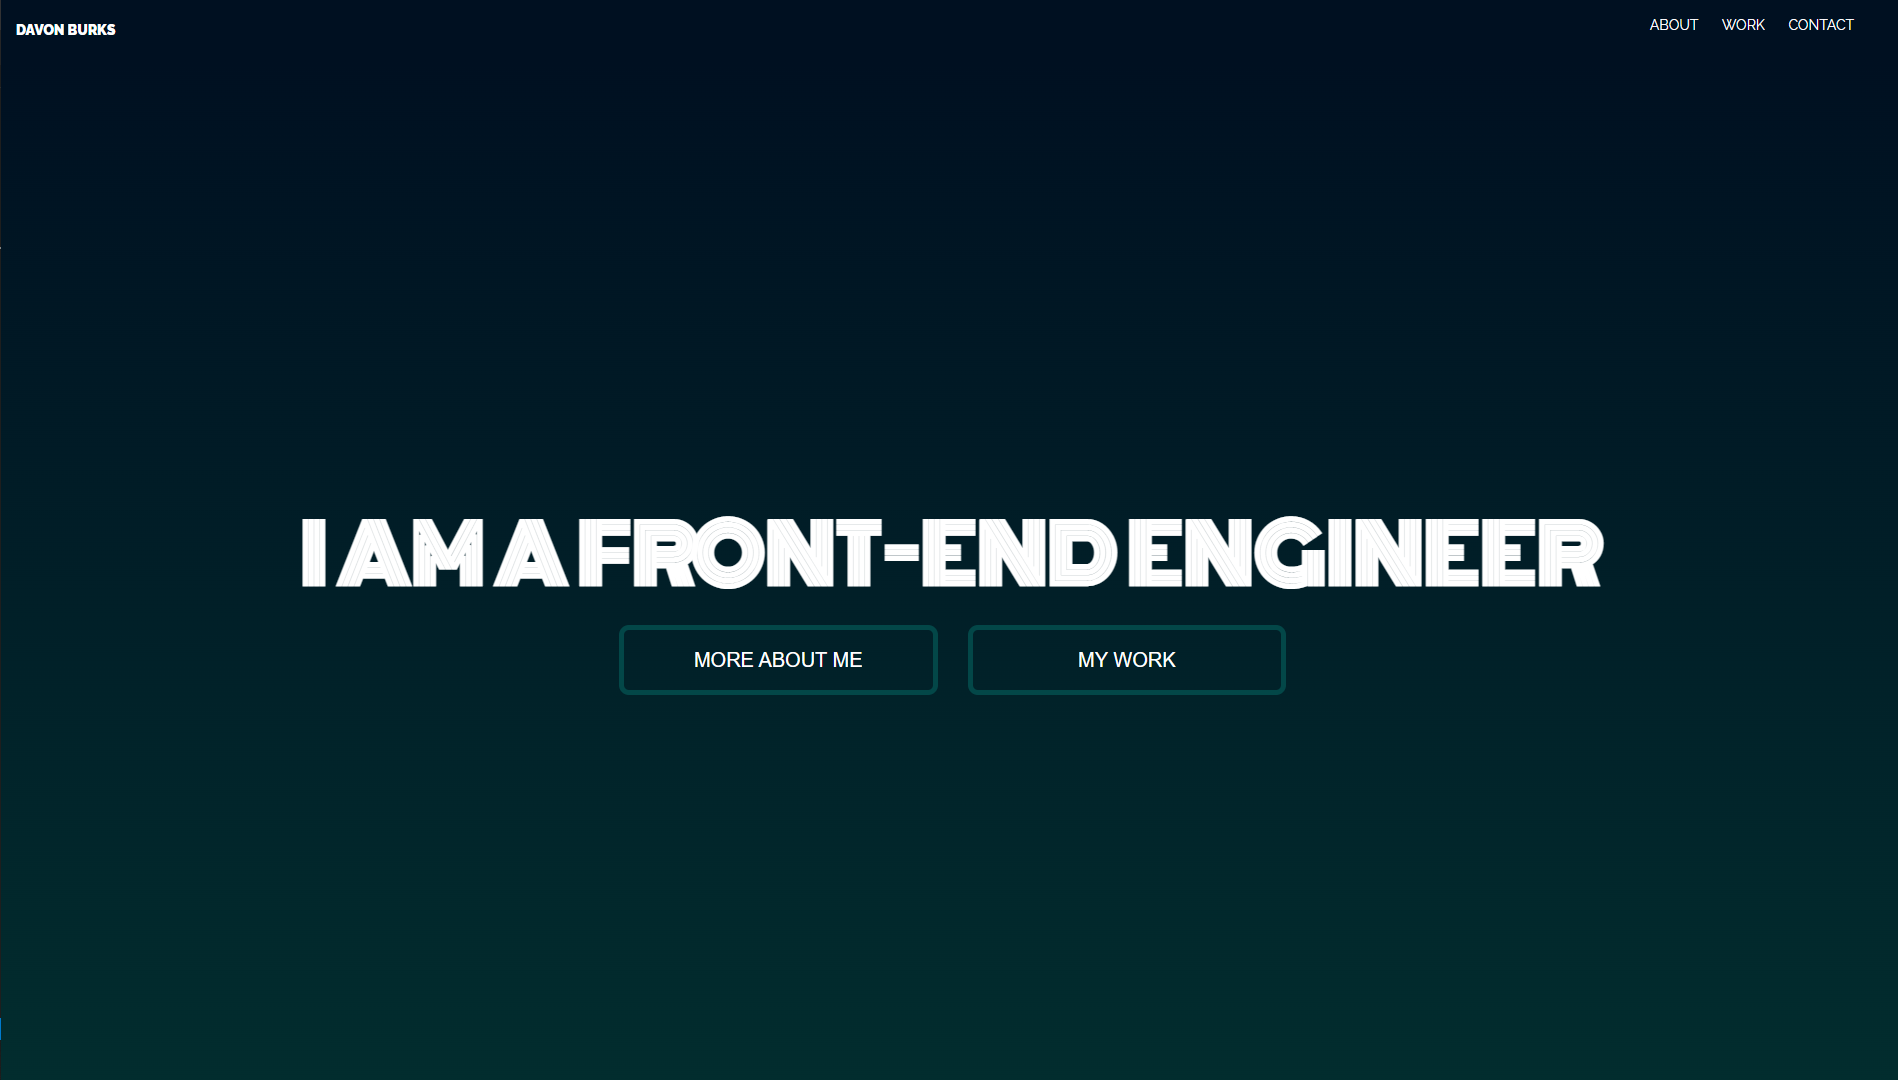 DAVON BURKS
ABOUT WORK CONTACT
I AM A FRONT-END ENGINEER
MORE ABOUT ME
MY WORK